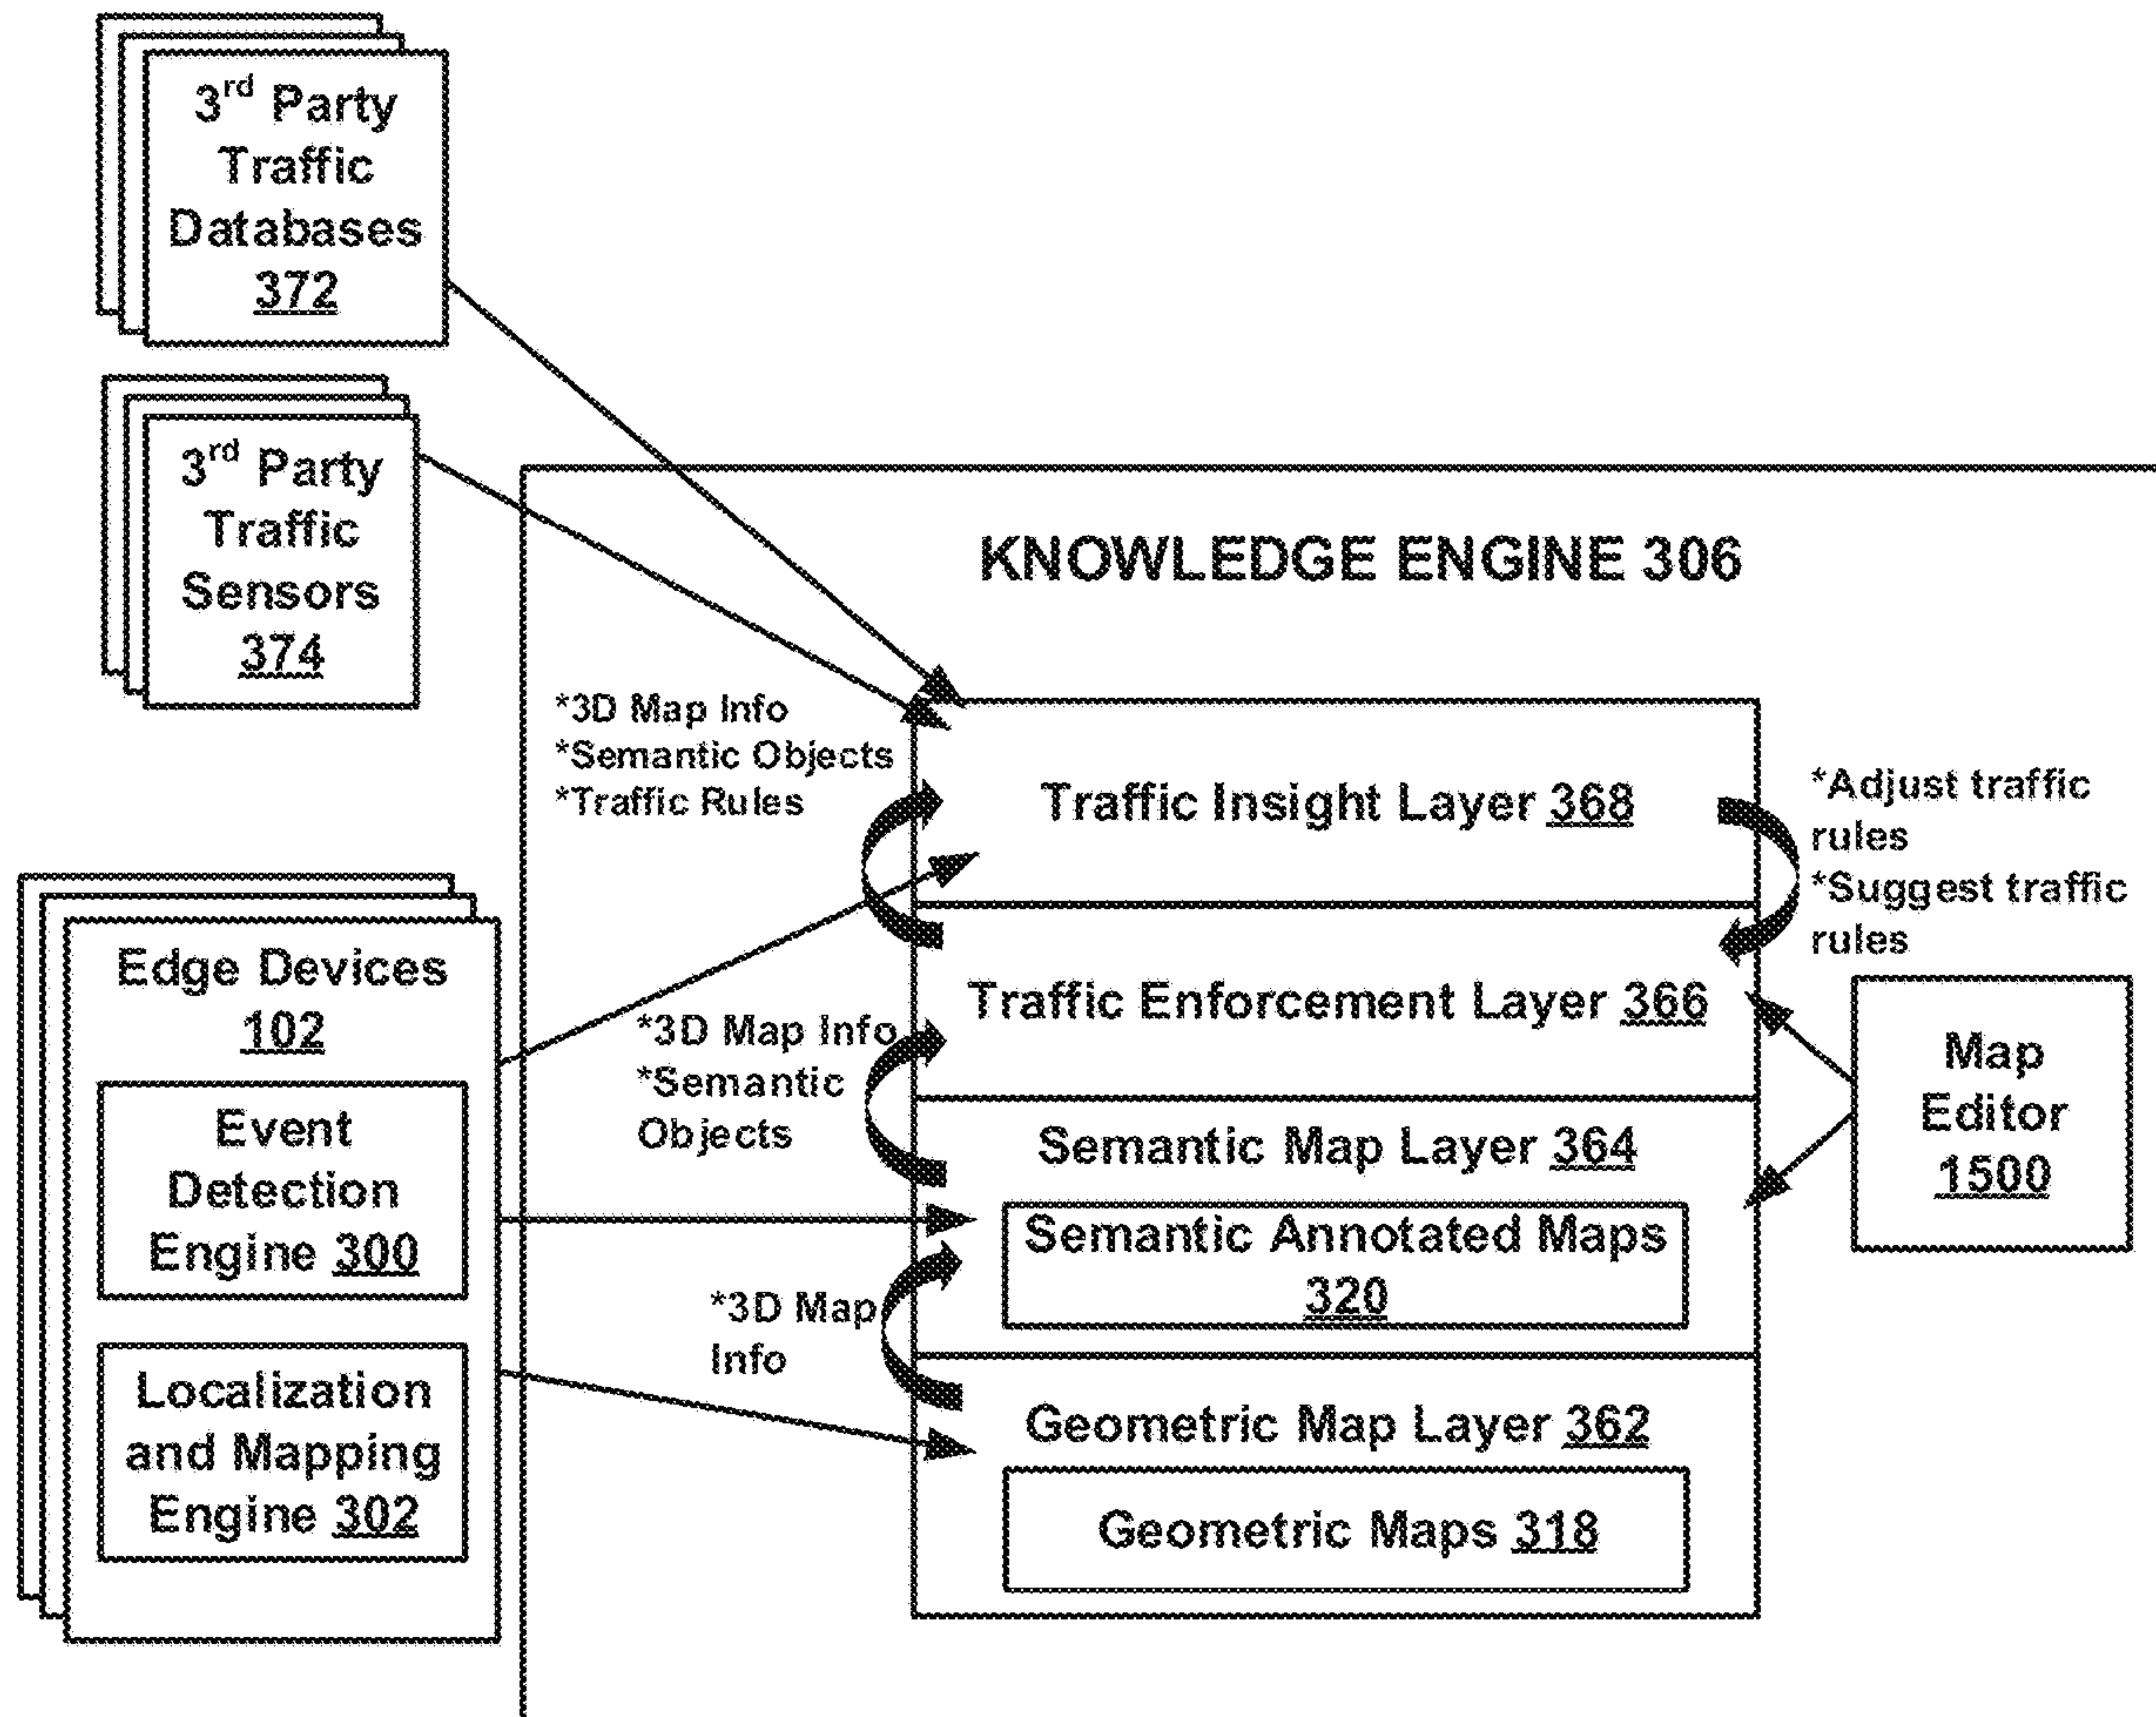 3rd Party
Traffic
Databases
372
3rd Party
Traffic
Sensors
374
KNOWLEDGE ENGINE 306
*3D Map Info
*Semantic Objects
*Traffic Rules
Traffic Insight Layer 368
*Adjust traffic
rules
*Suggest traffic
rules
Edge Devices
102
Event
Detection
Engine 300
Localization
and Mapping
Engine 302
*3D Map Info
*Semantic
Objects
Traffic Enforcement Layer 366
Map
Editor
1500
Semantic Map Layer 364
Semantic Annotated Maps
320
*3D Map
Info
Geometric Map Layer 362
Geometric Maps 318